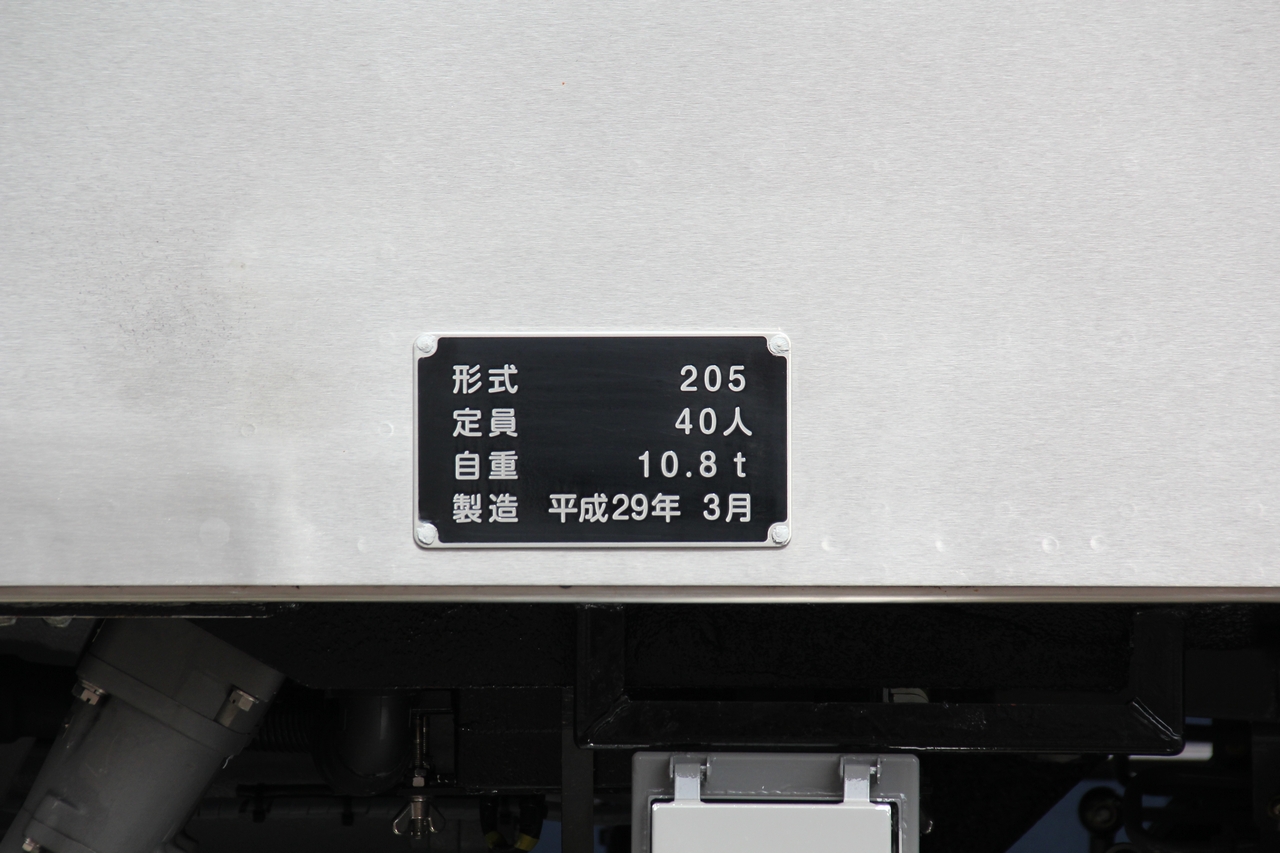 形式 205
定員 40人
自重 10.8 t
製造 平成29年 3月